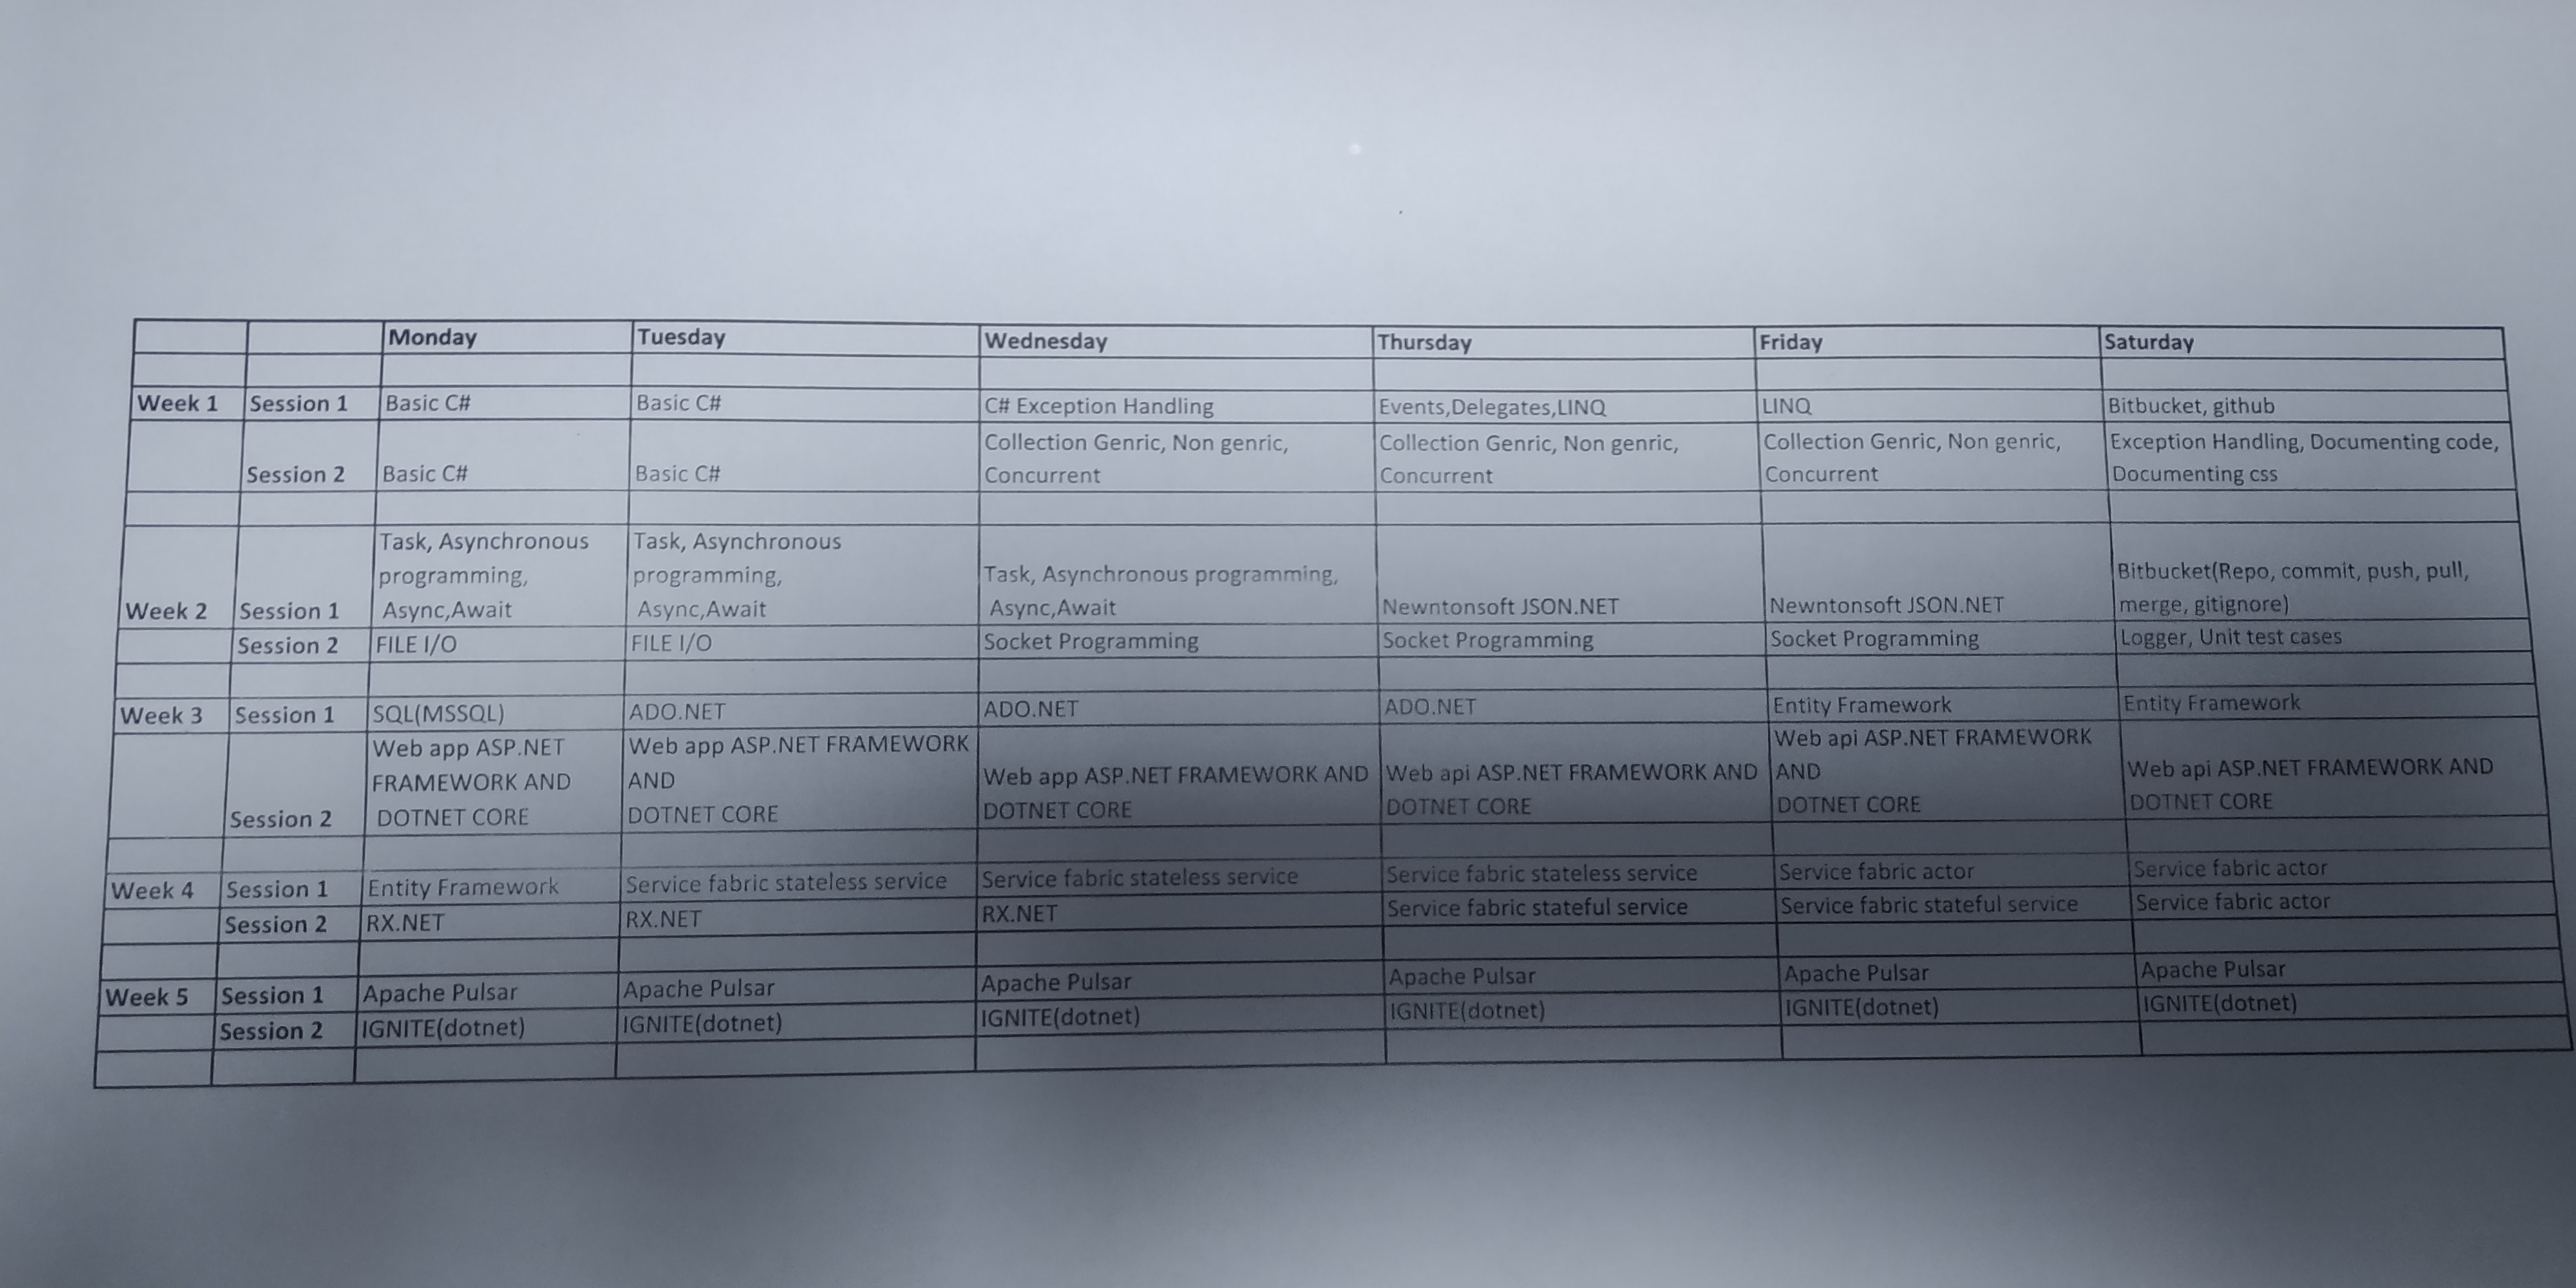 Monday Tuesday Wednesday Thursday Friday Saturday
Week 1 Session 1 Basic C# Basic C# C# Exception Handling Events,Delegates,LINQ LINQ Bitbucket, github
Collection Genric, Non genric, Collection Genric, Non genric, Collection Genric, Non genric, Exception Handling, Documenting code,
Session 2 Basic C# Basic C# Concurrent Concurrent Concurrent Documenting css
Task, Asynchronous Task, Asynchronous
programming, programming, Task, Asynchronous programming, Bitbucket(Repo, commit, push, pull,
Week 2 Session 1 Async,Await Async,Await Async,Await Newntonsoft JSON.NET Newntonsoft JSON.NET merge, gitignore)
Session 2 FILE I/O FILE I/O Socket Programming Socket Programming Socket Programming Logger, Unit test cases
Week 3 Session 1 SQL(MSSQL) ADO.NET ADO.NET ADO.NET Entity Framework Entity Framework
Web app ASP.NET Web app ASP.NET FRAMEWORK Web api ASP.NET FRAMEWORK
FRAMEWORK AND AND Web app ASP.NET FRAMEWORK AND Web api ASP.NET FRAMEWORK AND AND Web api ASP.NET FRAMEWORK AND
Session 2 DOTNET CORE DOTNET CORE DOTNET CORE DOTNET CORE DOTNET CORE DOTNET CORE
Week 4 Session 1 Entity Framework Service fabric stateless service Service fabric stateless service Service fabric stateless service Service fabric actor Service fabric actor
Session 2 RX.NET RX.NET RX.NET Service fabric stateful service Service fabric stateful service Service fabric actor
Week 5 Session 1 Apache Pulsar Apache Pulsar Apache Pulsar Apache Pulsar Apache Pulsar Apache Pulsar
Session 2 IGNITE(dotnet) IGNITE(dotnet) IGNITE(dotnet) IGNITE(dotnet) IGNITE(dotnet) IGNITE(dotnet)